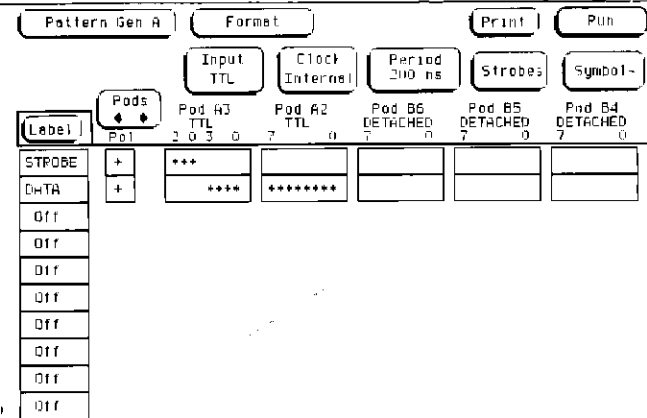 Pattern Gen A Format Print Run
Input TTL Clock Internal Period 200 ns Strobes Symbols
Label Pods Pol Pod A3 TTL 2 0 3 0 Pod A2 TTL 7 0 Pod B6 DETACHED 7 0 Pod B5 DETACHED 7 0 Pod B4 DETACHED 7 0
STROBE + ***
DATA + **** ********
Off
Off
Off
Off
Off
Off
Off
Off